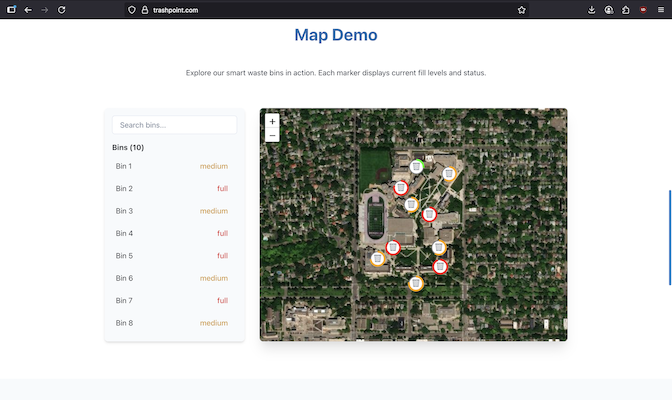 trashpoint.com
Map Demo
Explore our smart waste bins in action. Each marker displays current fill levels and status.
Search bins...
Bins (10)
Bin 1 medium
Bin 2 full
Bin 3 medium
Bin 4 full
Bin 5 full
Bin 6 medium
Bin 7 full
Bin 8 medium
+
−